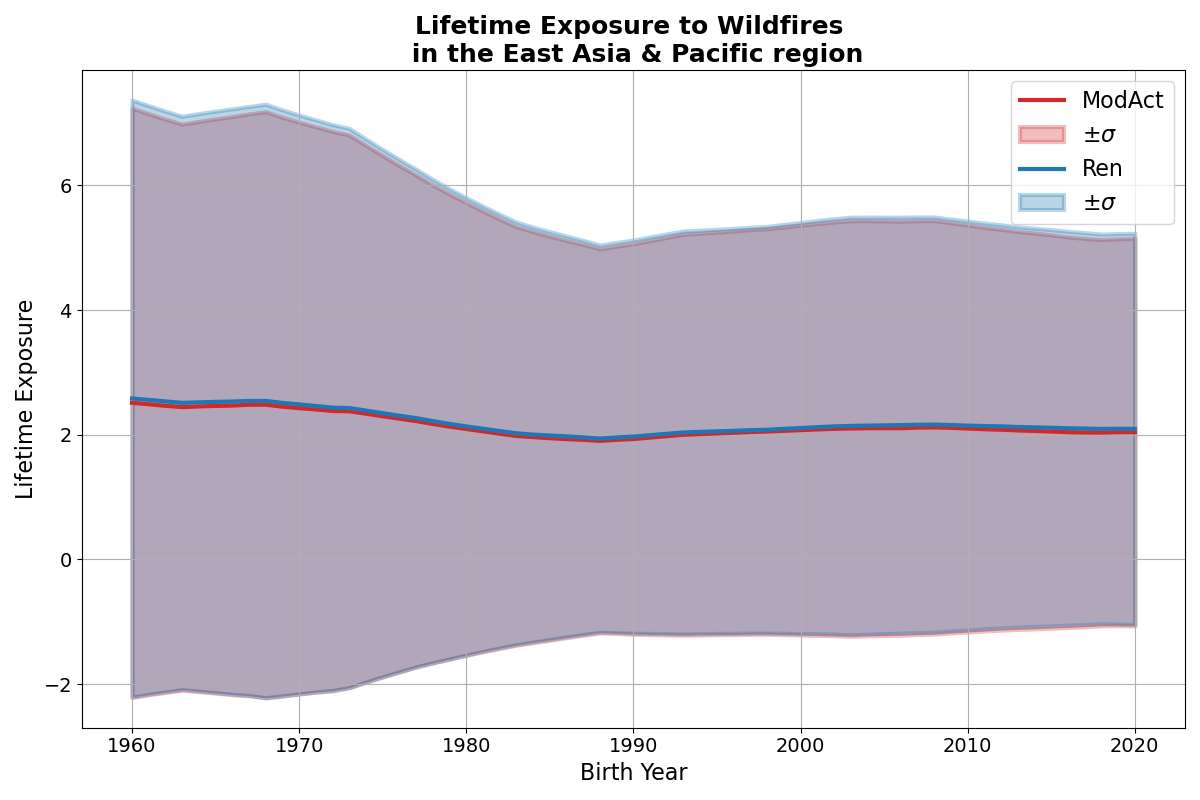 Lifetime Exposure to Wildfires
in the East Asia & Pacific region
ModAct
±σ
Ren
±σ
Lifetime Exposure
6
4
2
0
−2
1960 1970 1980 1990 2000 2010 2020
Birth Year